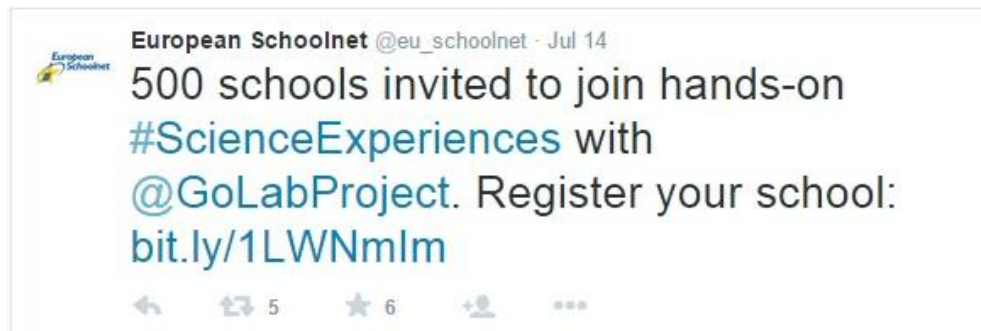 European Schoolnet @eu_schoolnet · Jul 14
European
Schoolnet
500 schools invited to join hands-on
#ScienceExperiences with
@GoLabProject. Register your school:
bit.ly/1LWNmIm
5 6